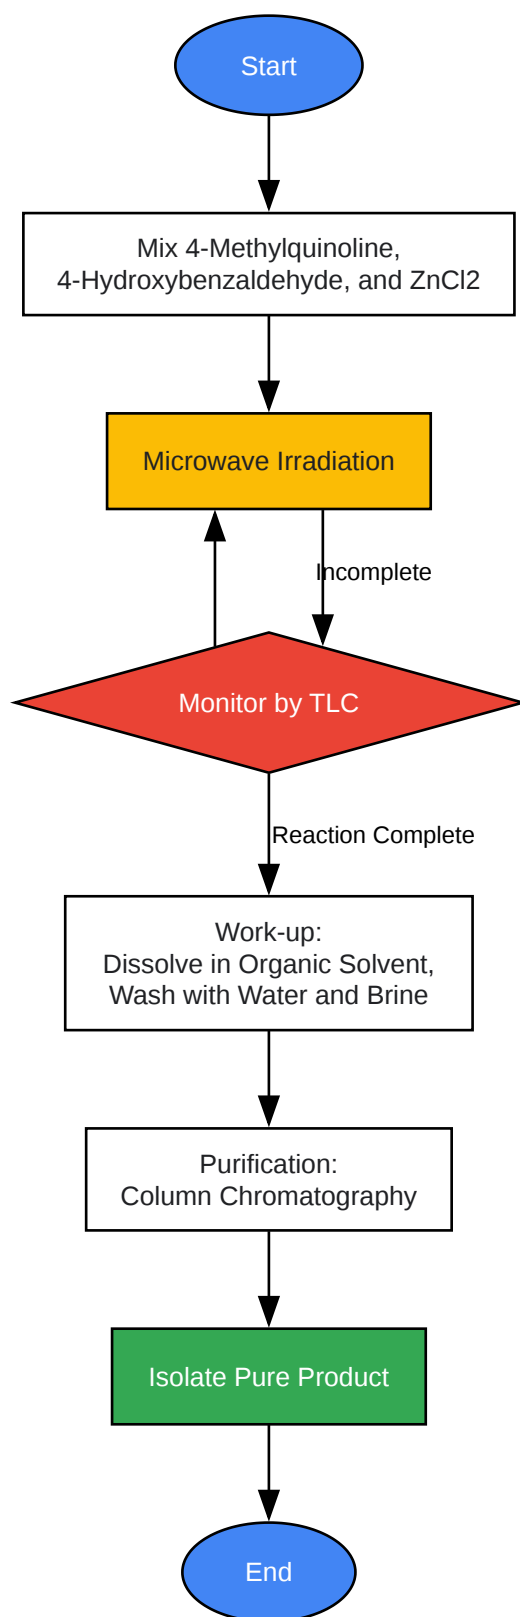 Start
Mix 4-Methylquinoline,
4-Hydroxybenzaldehyde, and ZnCl2
Microwave Irradiation
Incomplete
Monitor by TLC
Reaction Complete
Work-up:
Dissolve in Organic Solvent,
Wash with Water and Brine
Purification:
Column Chromatography
Isolate Pure Product
End